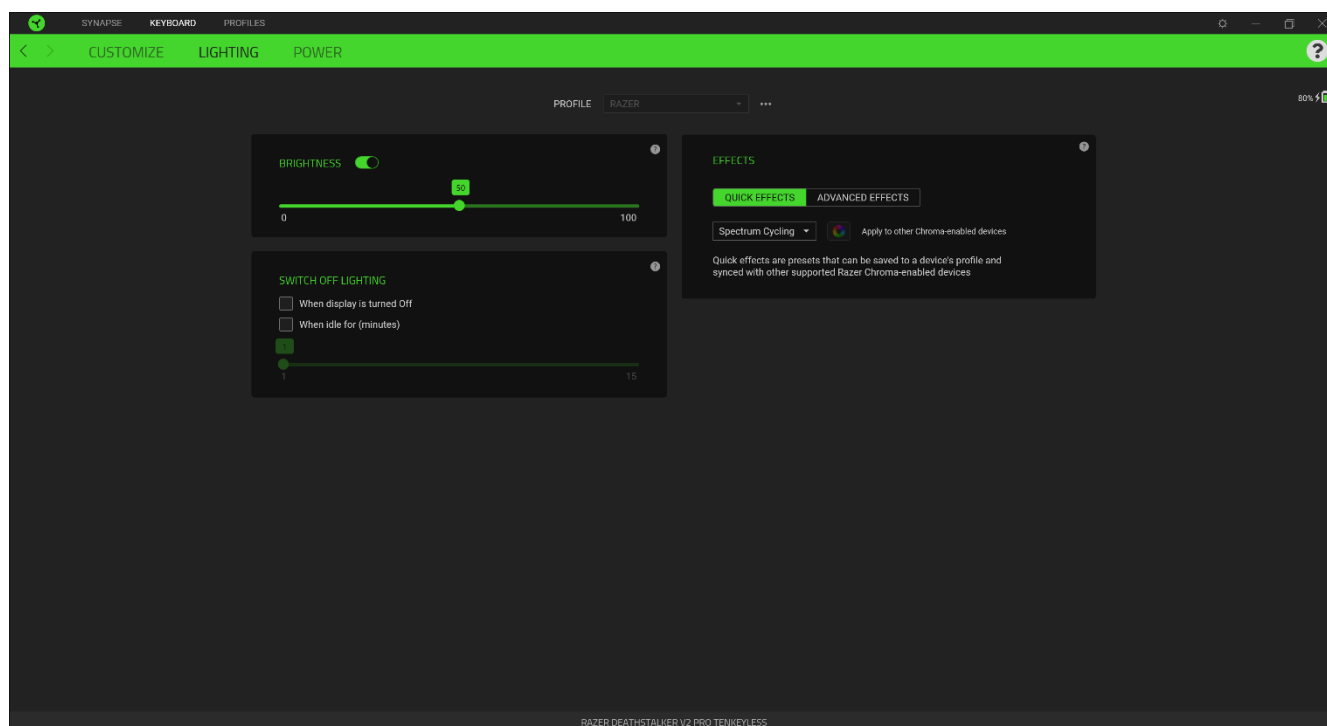 SYNAPSE KEYBOARD PROFILES
CUSTOMIZE LIGHTING POWER
?
PROFILE RAZER
80%
BRIGHTNESS
?
50
0 100
SWITCH OFF LIGHTING
?
When display is turned Off
When idle for (minutes)
1
1 15
EFFECTS
?
QUICK EFFECTS ADVANCED EFFECTS
Spectrum Cycling Apply to other Chroma-enabled devices
Quick effects are presets that can be saved to a device's profile and
synced with other supported Razer Chroma-enabled devices
RAZER DEATHSTALKER V2 PRO TENKEYLESS